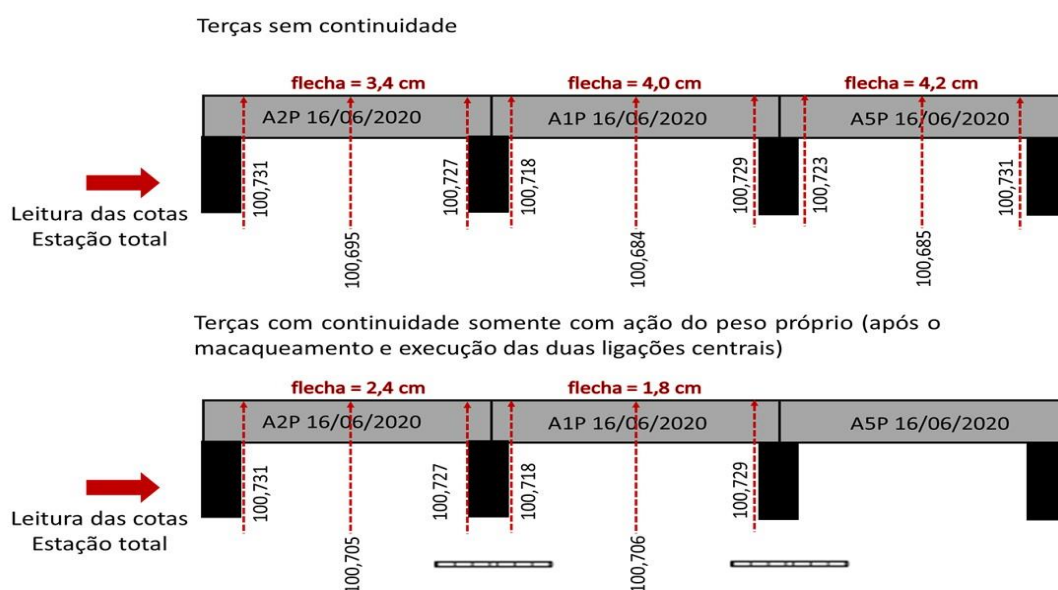 Terças sem continuidade
flecha = 3,4 cm
flecha = 4,0 cm
flecha = 4,2 cm
A2P 16/06/2020
A1P 16/06/2020
A5P 16/06/2020
Leitura das cotas
Estação total
100,731
100,695
100,727
100,718
100,684
100,729
100,723
100,685
100,731
Terças com continuidade somente com ação do peso próprio (após o
macaqueamento e execução das duas ligações centrais)
flecha = 2,4 cm
flecha = 1,8 cm
A2P 16/06/2020
A1P 16/06/2020
A5P 16/06/2020
Leitura das cotas
Estação total
100,731
100,705
100,727
100,718
100,706
100,729